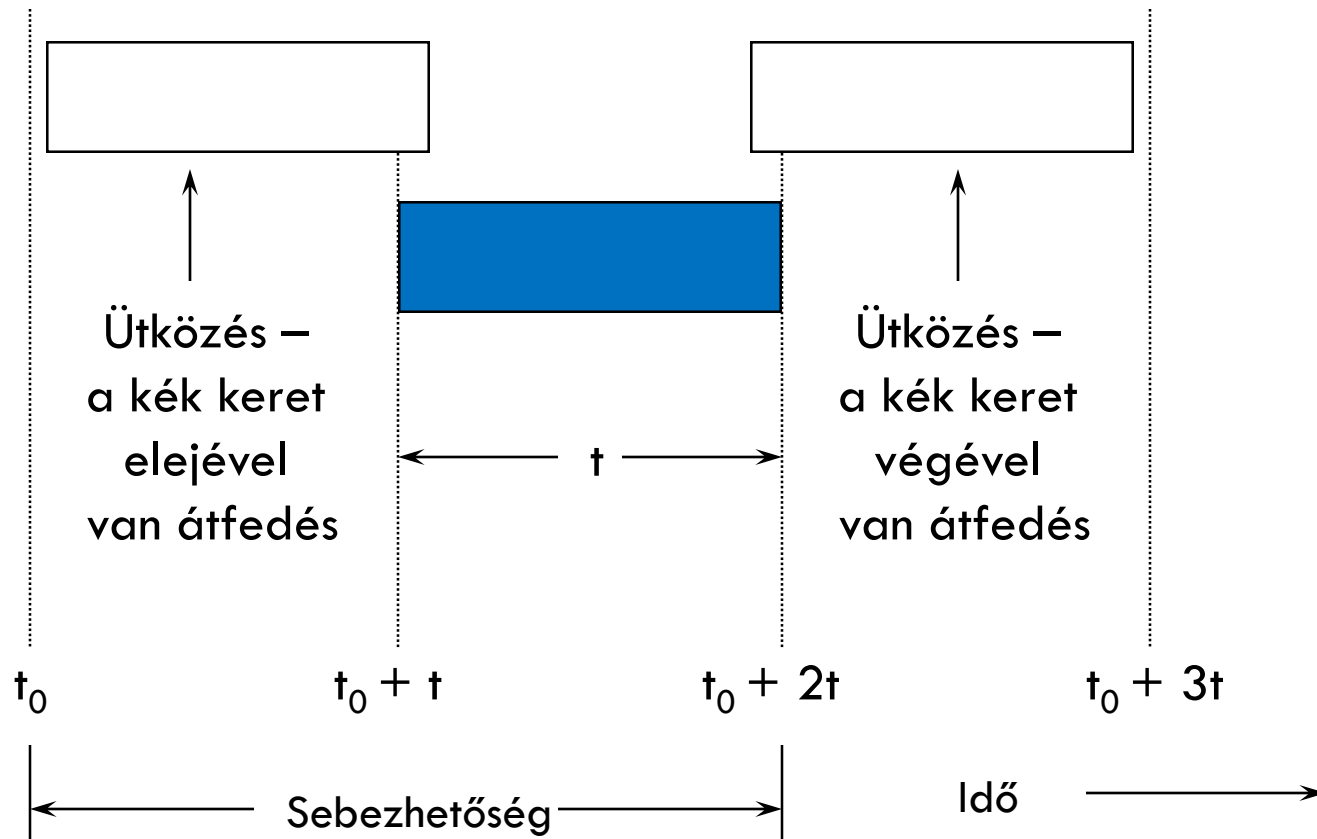 Ütközés –
a kék keret
elejével
van átfedés
Ütközés –
a kék keret
végével
van átfedés
t
t₀
t₀ + t
t₀ + 2t
t₀ + 3t
Sebezhetőség
Idő